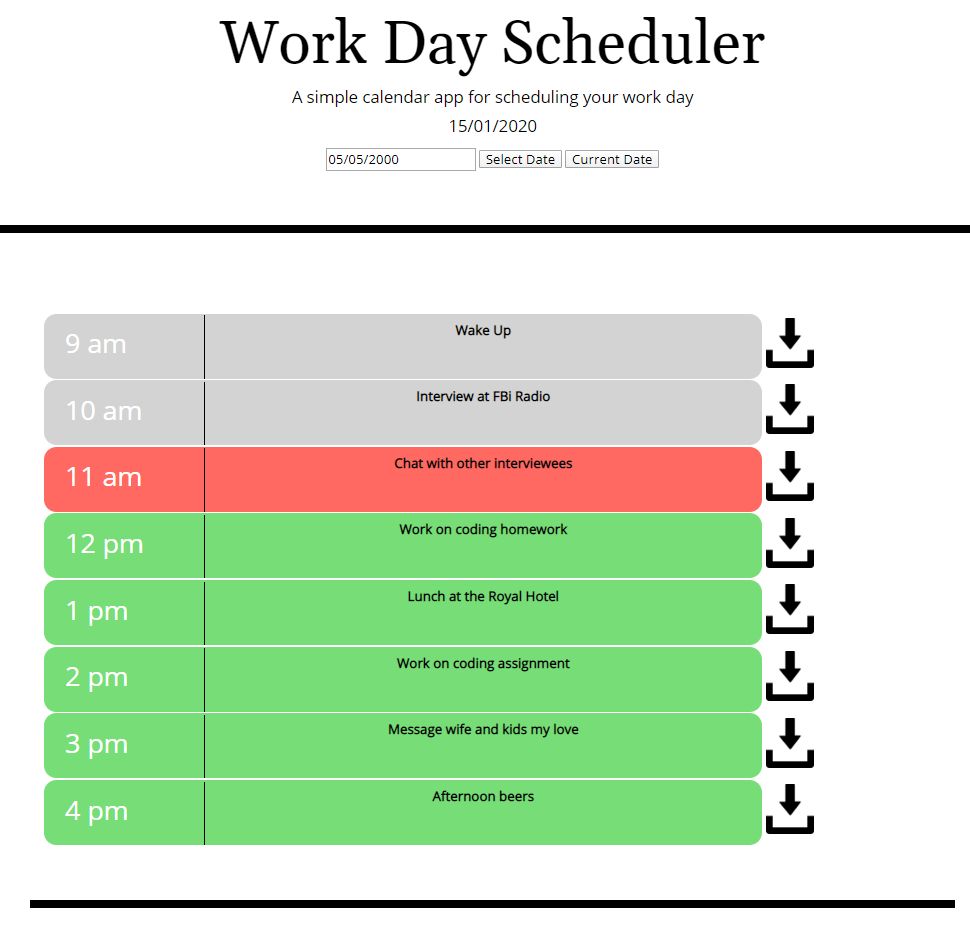 Work Day Scheduler
A simple calendar app for scheduling your work day
15/01/2020
05/05/2000 Select Date Current Date
9 am Wake Up
10 am Interview at FBi Radio
11 am Chat with other interviewees
12 pm Work on coding homework
1 pm Lunch at the Royal Hotel
2 pm Work on coding assignment
3 pm Message wife and kids my love
4 pm Afternoon beers